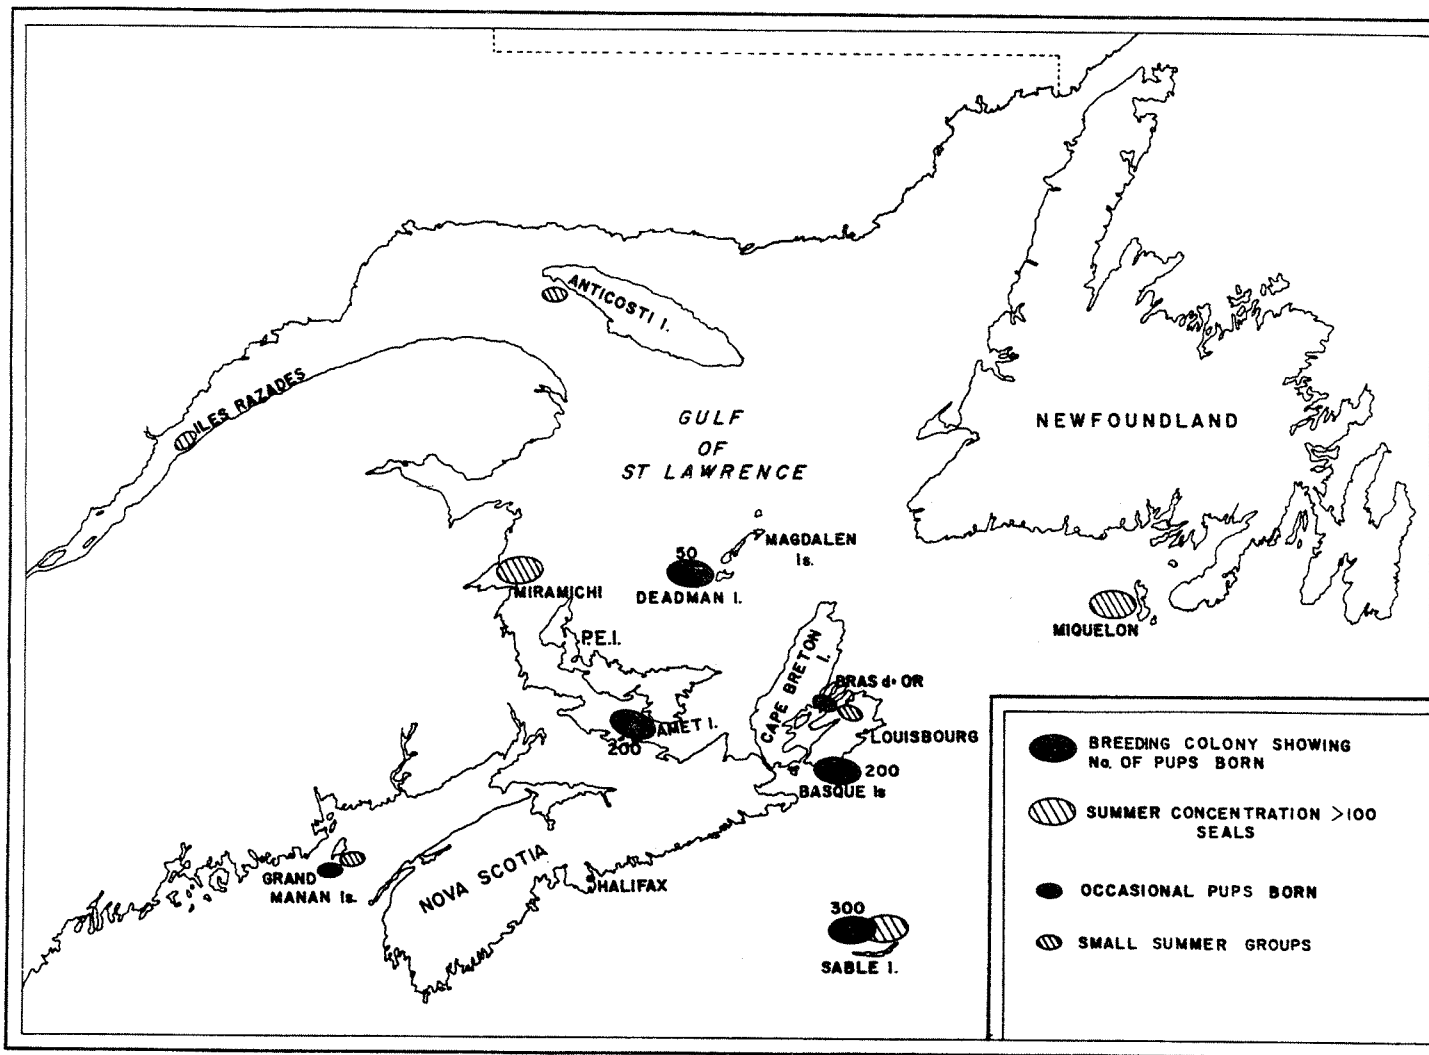 ANTICOSTI I.
ILES RAZADES
GULF
OF
ST LAWRENCE
NEWFOUNDLAND
50
DEADMAN I.
MAGDALEN
Is.
MIRAMICHI
P.E.I.
MIQUELON
CAPE BRETON
I.
BRAS d' OR
LOUISBOURG
AMET I.
200
200
BASQUE Is
GRAND
MANAN Is.
NOVA SCOTIA
HALIFAX
300
SABLE I.
BREEDING COLONY SHOWING
No. OF PUPS BORN
SUMMER CONCENTRATION >100
SEALS
OCCASIONAL PUPS BORN
SMALL SUMMER GROUPS